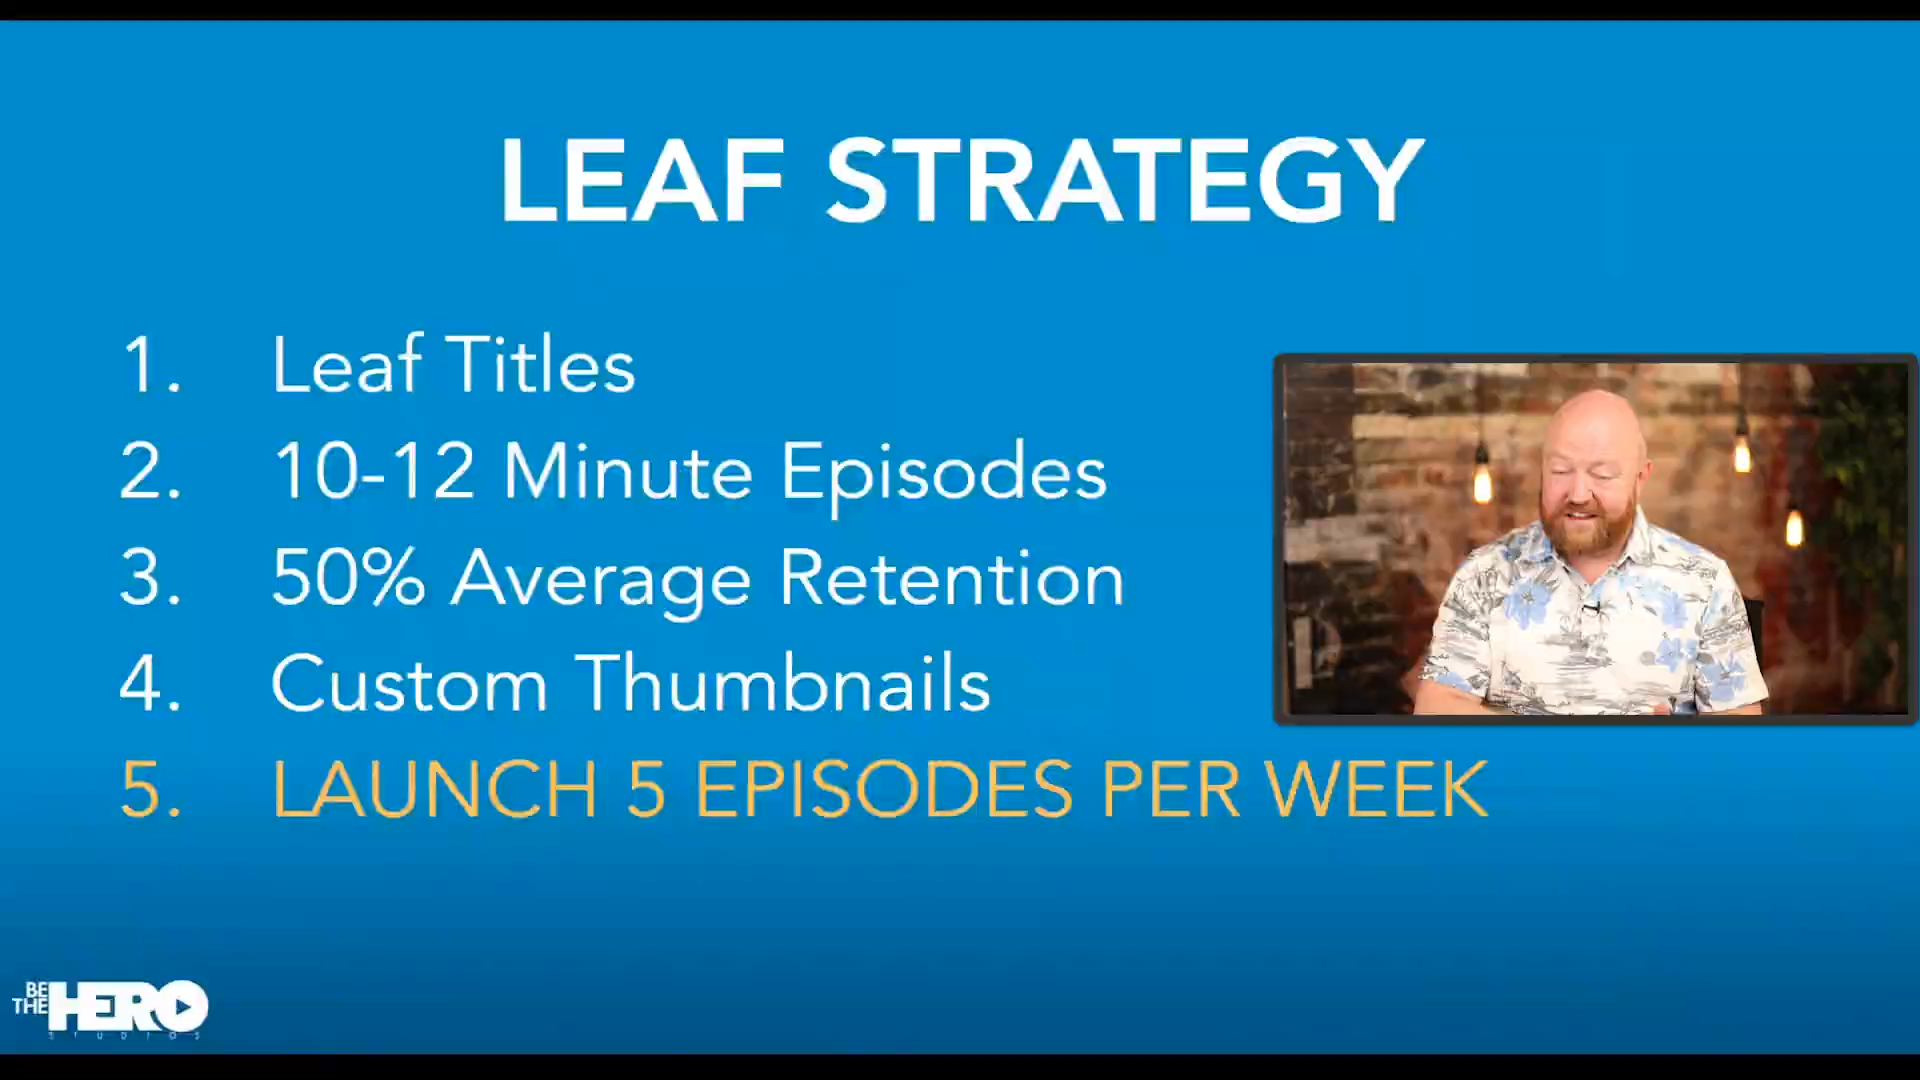 LEAF STRATEGY
1. Leaf Titles
2. 10-12 Minute Episodes
3. 50% Average Retention
4. Custom Thumbnails
5. LAUNCH 5 EPISODES PER WEEK
BE THE HERO
STUDIOS